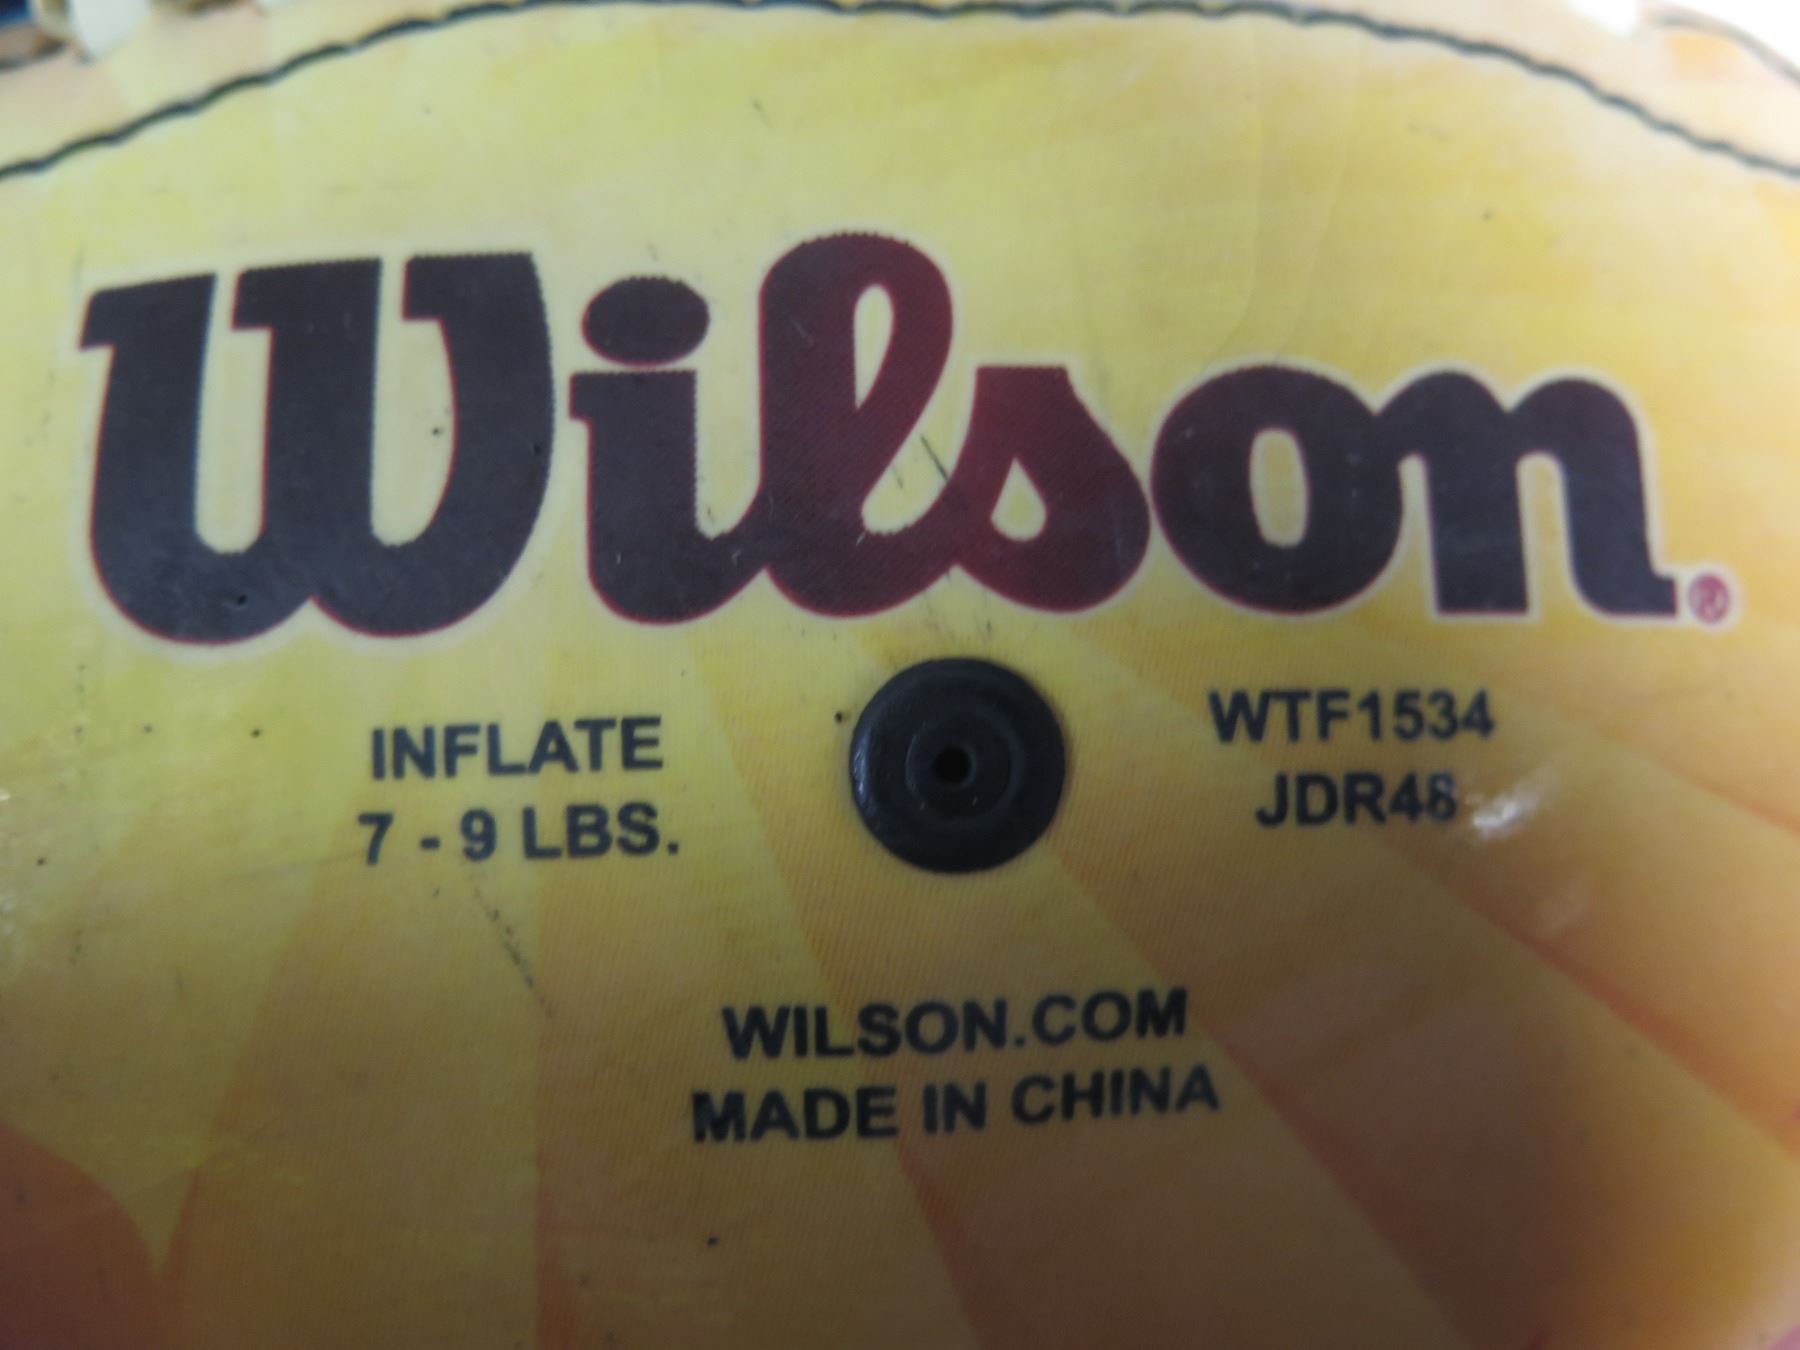 Wilson®
INFLATE
7 - 9 LBS.
WTF1534
JDR48
WILSON.COM
MADE IN CHINA